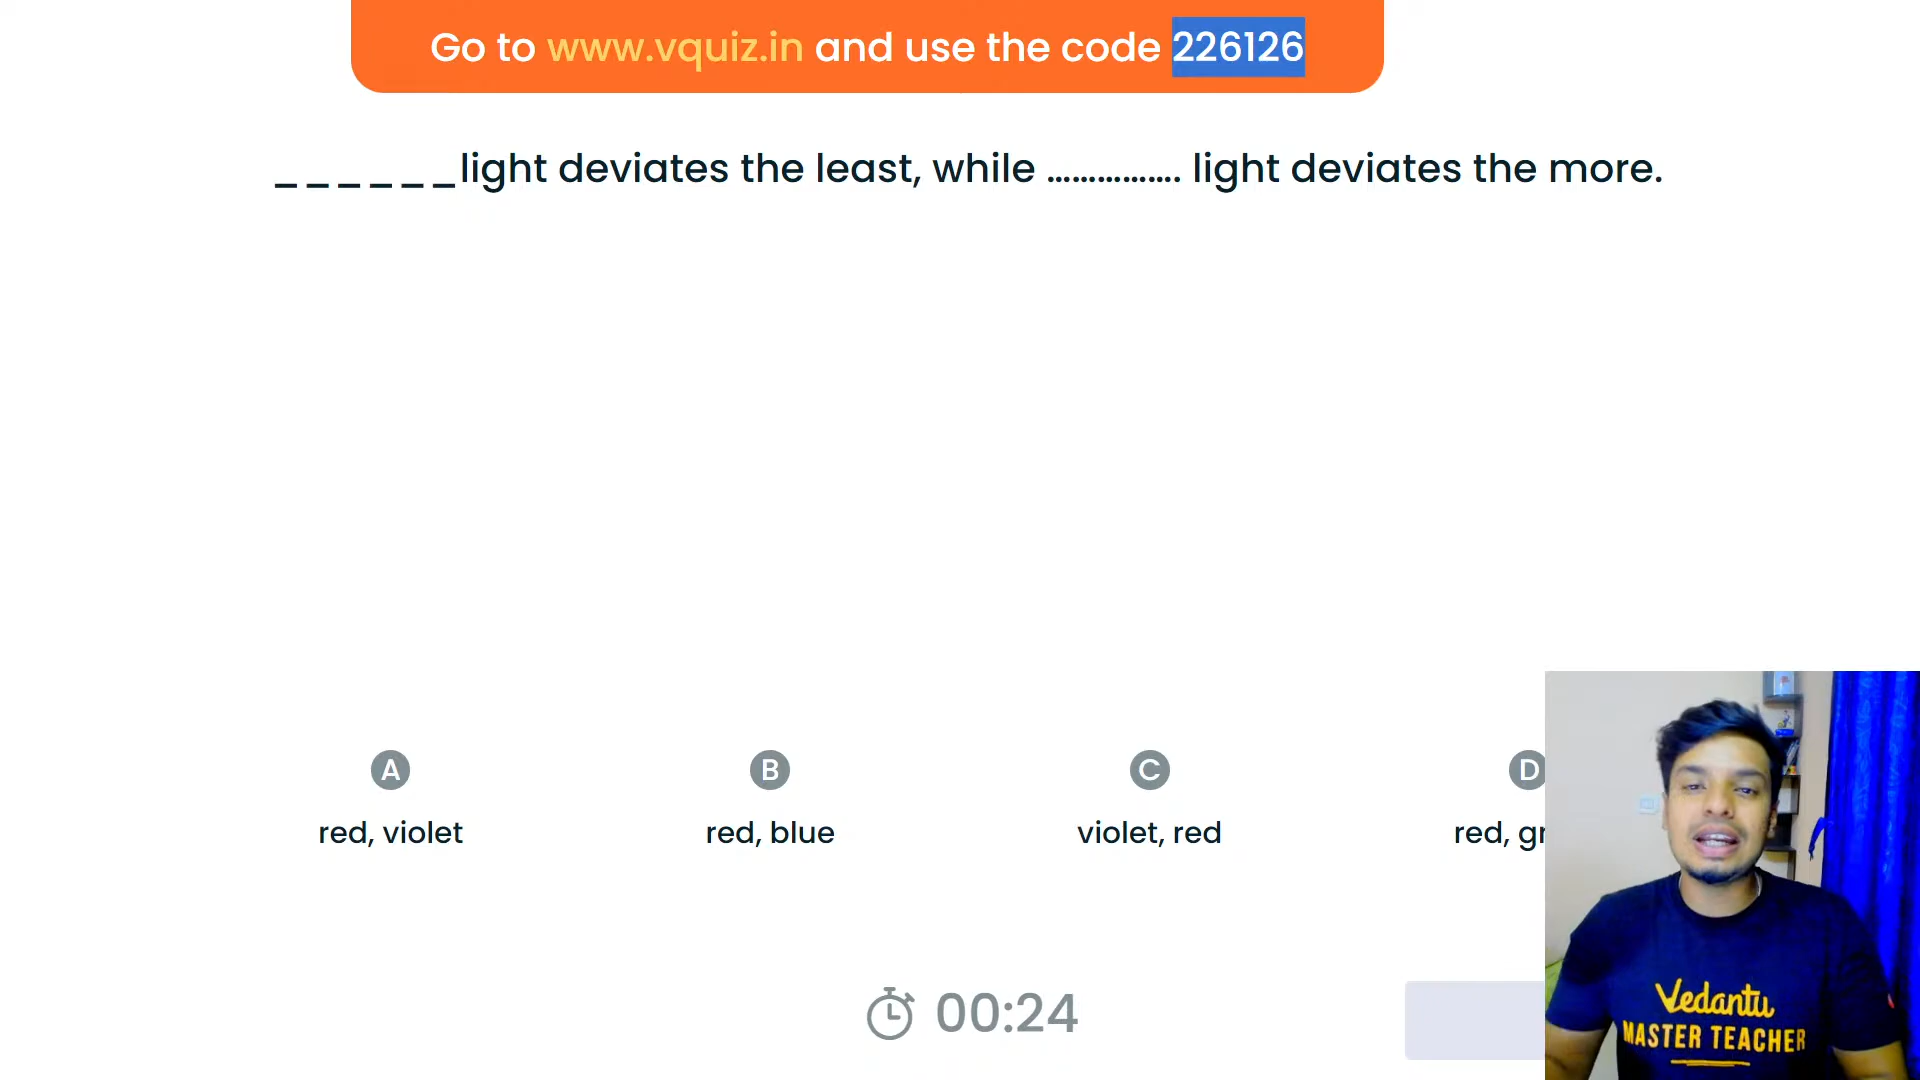 Go to www.vquiz.in and use the code 226126
______light deviates the least, while ................ light deviates the more.
A
B
C
D
red, violet
red, blue
violet, red
red, gr
00:24
Vedantu
MASTER TEACHER